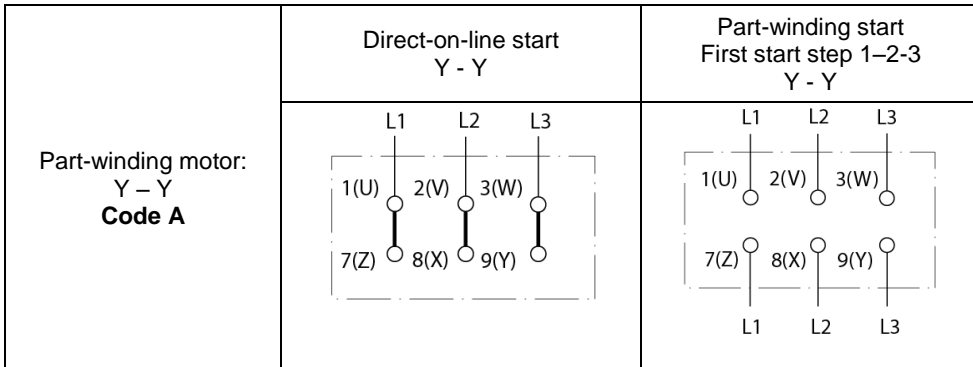 Part-winding motor:
Y – Y
Code A
Direct-on-line start
Y - Y
Part-winding start
First start step 1–2-3
Y - Y
L1 L2 L3
1(U) 2(V) 3(W)
7(Z) 8(X) 9(Y)
L1 L2 L3
1(U) 2(V) 3(W)
7(Z) 8(X) 9(Y)
L1 L2 L3